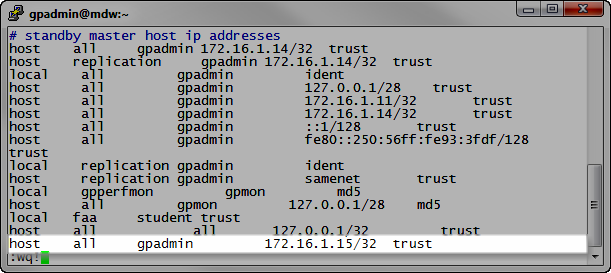 gpadmin@mdw:~
# standby master host ip addresses
host    all     gpadmin 172.16.1.14/32  trust
host    replication     gpadmin 172.16.1.14/32  trust
local    all         gpadmin         ident
host     all         gpadmin         127.0.0.1/28    trust
host     all         gpadmin         172.16.1.11/32       trust
host     all         gpadmin         172.16.1.14/32       trust
host     all         gpadmin         ::1/128       trust
host     all         gpadmin         fe80::250:56ff:fe93:3fdf/128
trust
local    replication gpadmin         ident
host     replication gpadmin         samenet       trust
local    gpperfmon         gpmon         md5
host     all         gpmon         127.0.0.1/28    md5
local   faa     student trust
host    all             all       127.0.0.1/32       trust
host    all     gpadmin         172.16.1.15/32  trust
:wq!